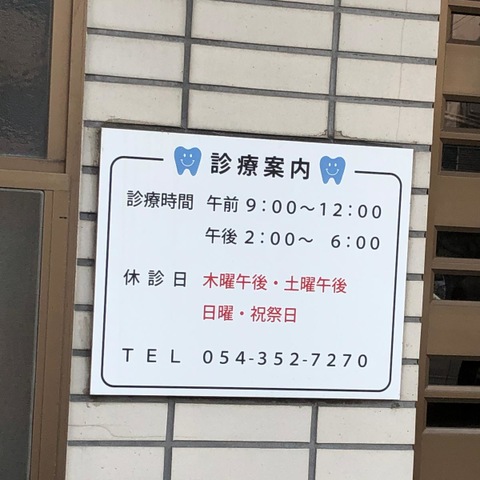 診療案内
診療時間 午前 9:00～12:00
午後 2:00～ 6:00
休診日 木曜午後・土曜午後
日曜・祝祭日
TEL 054-352-7270